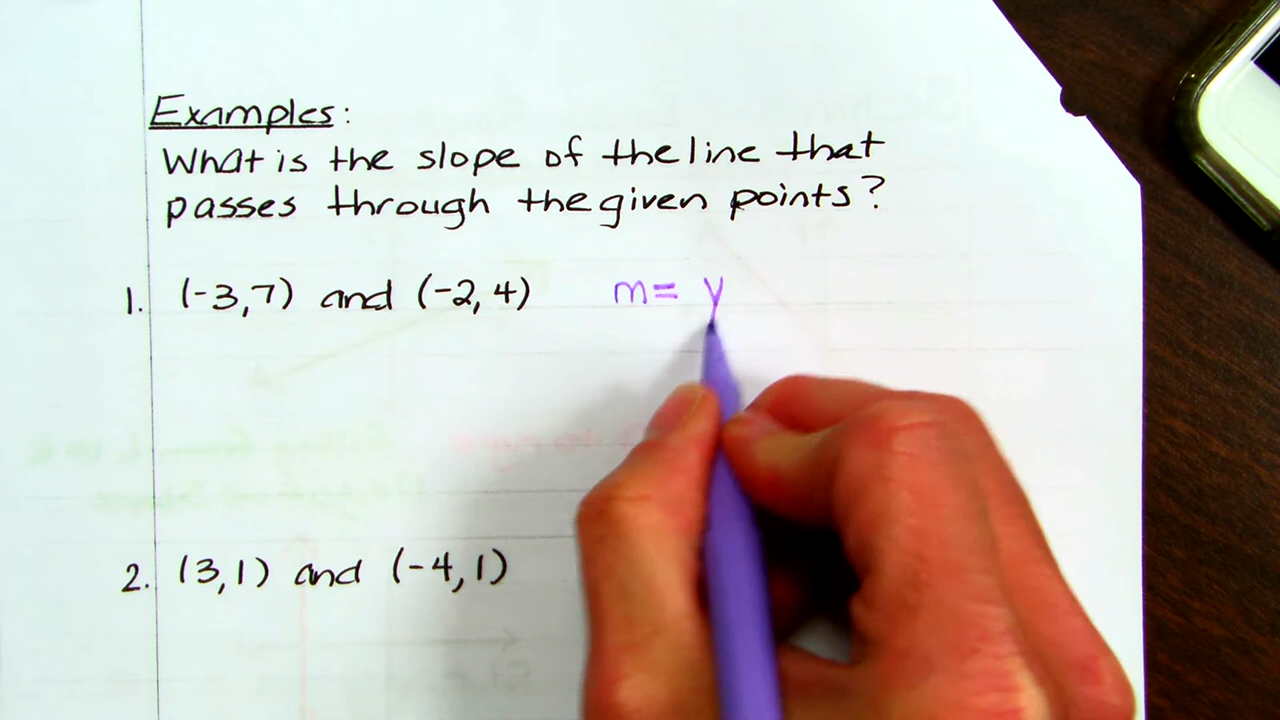 Examples:
What is the slope of the line that
passes through the given points?
1. (-3,7) and (-2,4) m= y
2. (3,1) and (-4,1)